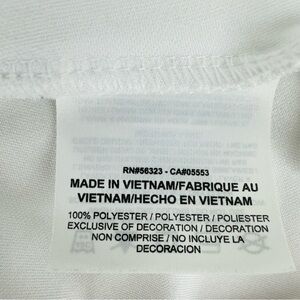 RN#56323 - CA#05553
MADE IN VIETNAM/FABRIQUE AU
VIETNAM/HECHO EN VIETNAM
100% POLYESTER / POLYESTER / POLIESTER
EXCLUSIVE OF DECORATION / DECORATION
NON COMPRISE / NO INCLUYE LA
DECORACION